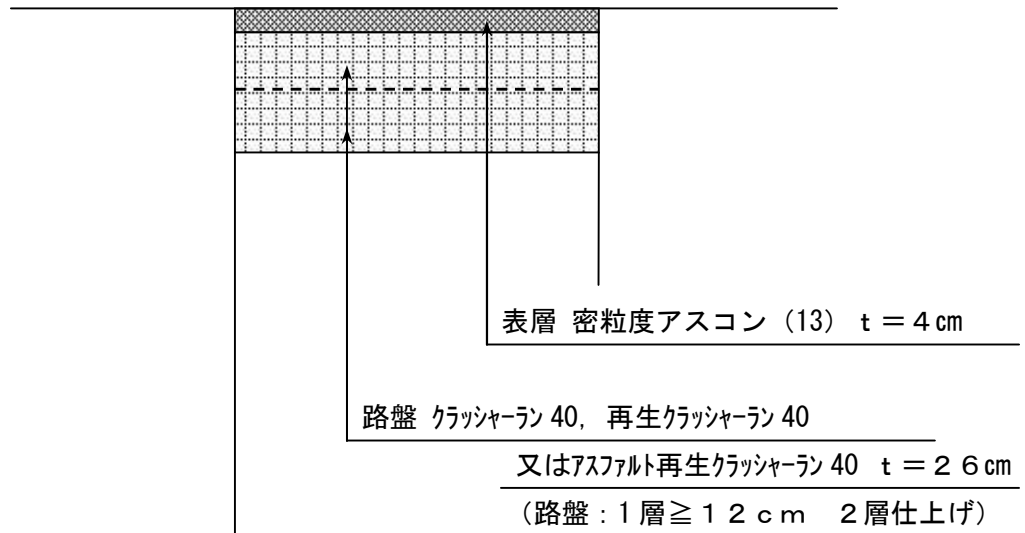 表層 密粒度アスコン（13） ｔ＝４㎝
路盤 ｸﾗｯｼｬｰﾗﾝ 40，再生ｸﾗｯｼｬｰﾗﾝ 40
又はｱｽﾌｧﾙﾄ再生ｸﾗｯｼｬｰﾗﾝ 40 ｔ＝２６㎝
（路盤：1 層≧１２ｃｍ ２層仕上げ）